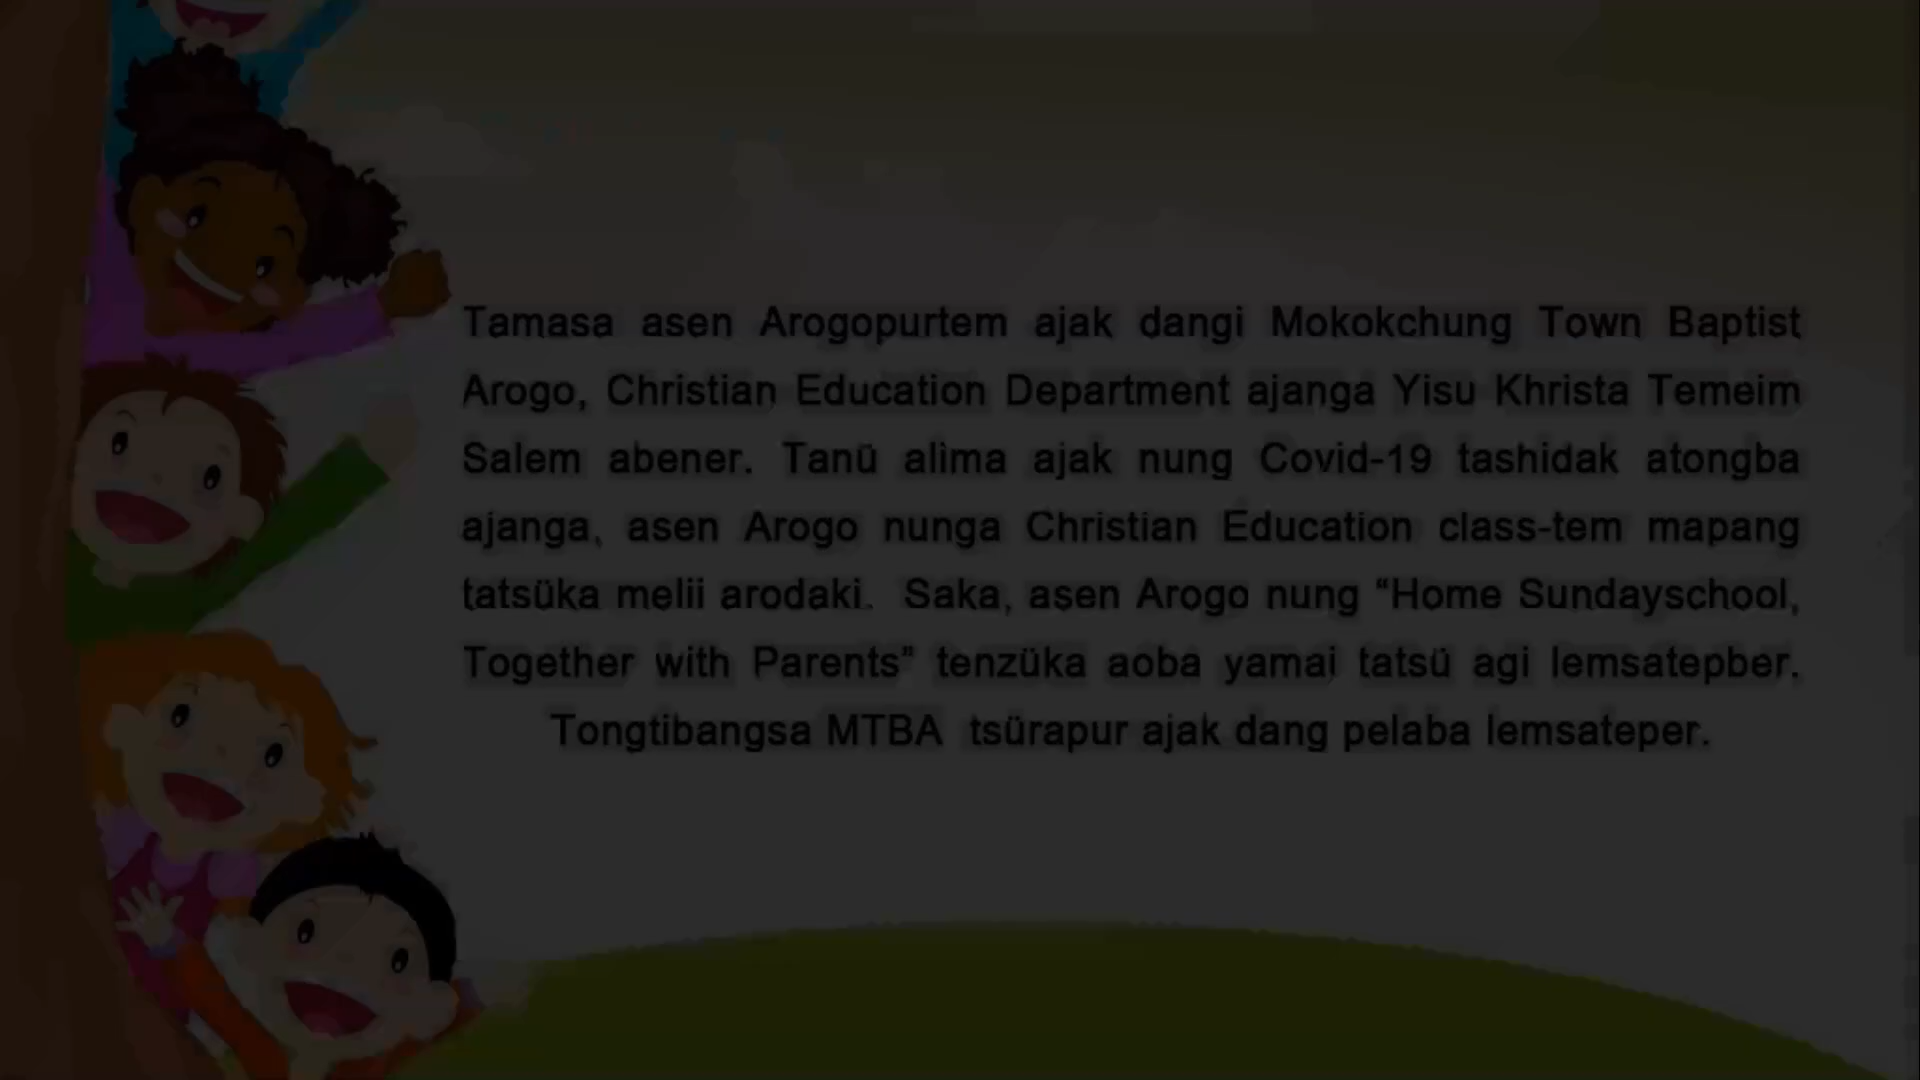 Tamasa asen Arogopurtem ajak dangi Mokokchung Town Baptist
Arogo, Christian Education Department ajanga Yisu Khrista Temeim
Salem abener. Tanü alima ajak nung Covid-19 tashidak atongba
ajanga, asen Arogo nunga Christian Education class-tem mapang
tatsüka melii arodaki. Saka, asen Arogo nung “Home Sundayschool,
Together with Parents” tenzüka aoba yamai tatsü agi lemsatepber.
Tongtibangsa MTBA tsürapur ajak dang pelaba lemsateper.